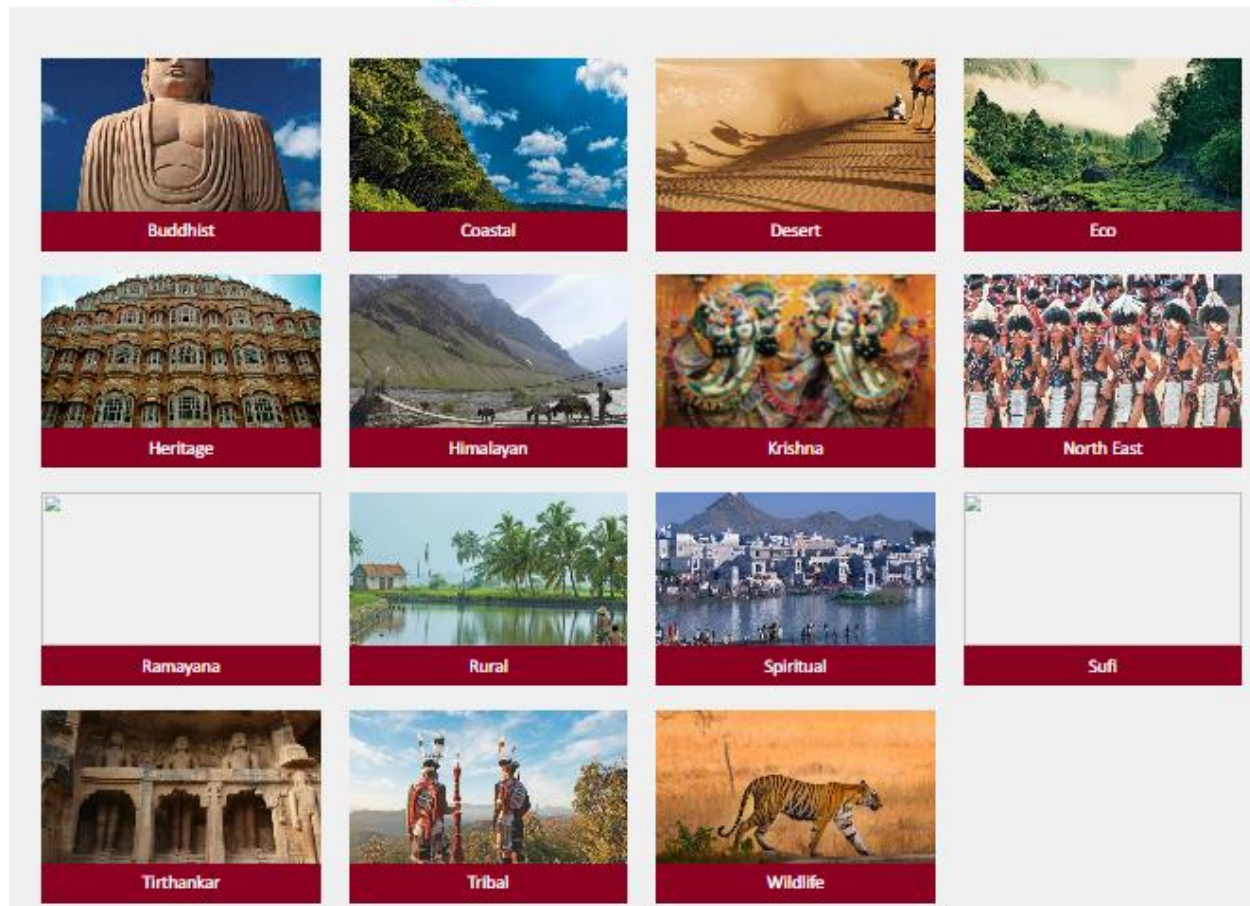 Buddhist
Coastal
Desert
Eco
Heritage
Himalayan
Krishna
North East
Ramayana
Rural
Spiritual
Sufi
Tirthankar
Tribal
Wildlife